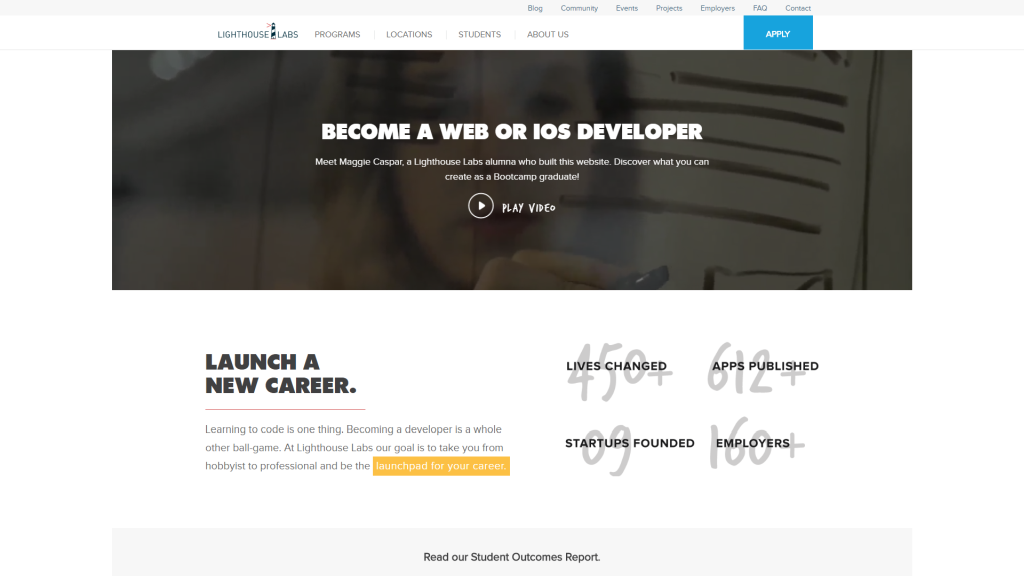 Blog Community Events Projects Employers FAQ Contact
LIGHTHOUSE LABS PROGRAMS LOCATIONS STUDENTS ABOUT US APPLY
BECOME A WEB OR IOS DEVELOPER
Meet Maggie Caspar, a Lighthouse Labs alumna who built this website. Discover what you can
create as a Bootcamp graduate!
PLAY VIDEO
LAUNCH A
NEW CAREER.
Learning to code is one thing, Becoming a developer is a whole
other ball-game. At Lighthouse Labs our goal is to take you from
hobbyist to professional and be the launchpad for your career.
450+ 612+
LIVES CHANGED APPS PUBLISHED
09 160+
STARTUPS FOUNDED EMPLOYERS
Read our Student Outcomes Report.